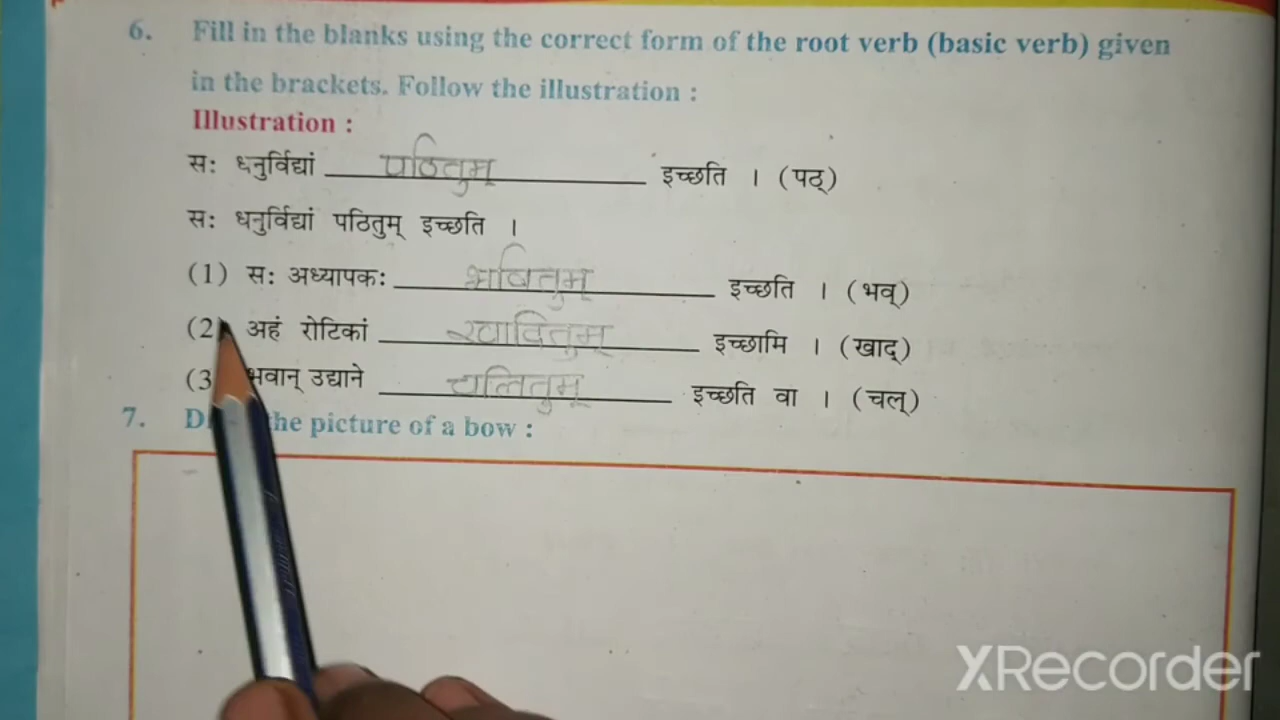 6. Fill in the blanks using the correct form of the root verb (basic verb) given
in the brackets. Follow the illustration :
Illustration :
सः धनुर्विद्यां पठितुम् इच्छति । (पठ्)
सः धनुर्विद्यां पठितुम् इच्छति ।
(1) सः अध्यापकः भवितुम् इच्छति । (भव्)
(2) अहं रोटिकां खादितुम् इच्छामि । (खाद्)
(3 भवान् उद्याने चलितुम् इच्छति वा । (चल्)
7. the picture of a bow :
XRecorder